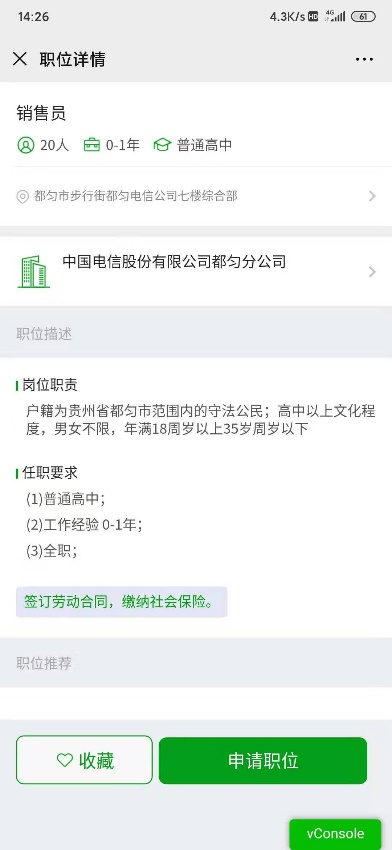 14:26
4.3K/s HD 4G 61
职位详情
销售员
20人 0-1年 普通高中
都匀市步行街都匀电信公司七楼综合部
中国电信股份有限公司都匀分公司
职位描述
岗位职责
户籍为贵州省都匀市范围内的守法公民；高中以上文化程
度，男女不限，年满18周岁以上35岁周岁以下
任职要求
(1)普通高中；
(2)工作经验 0-1年；
(3)全职；
签订劳动合同，缴纳社会保险。
职位推荐
收藏 申请职位
vConsole